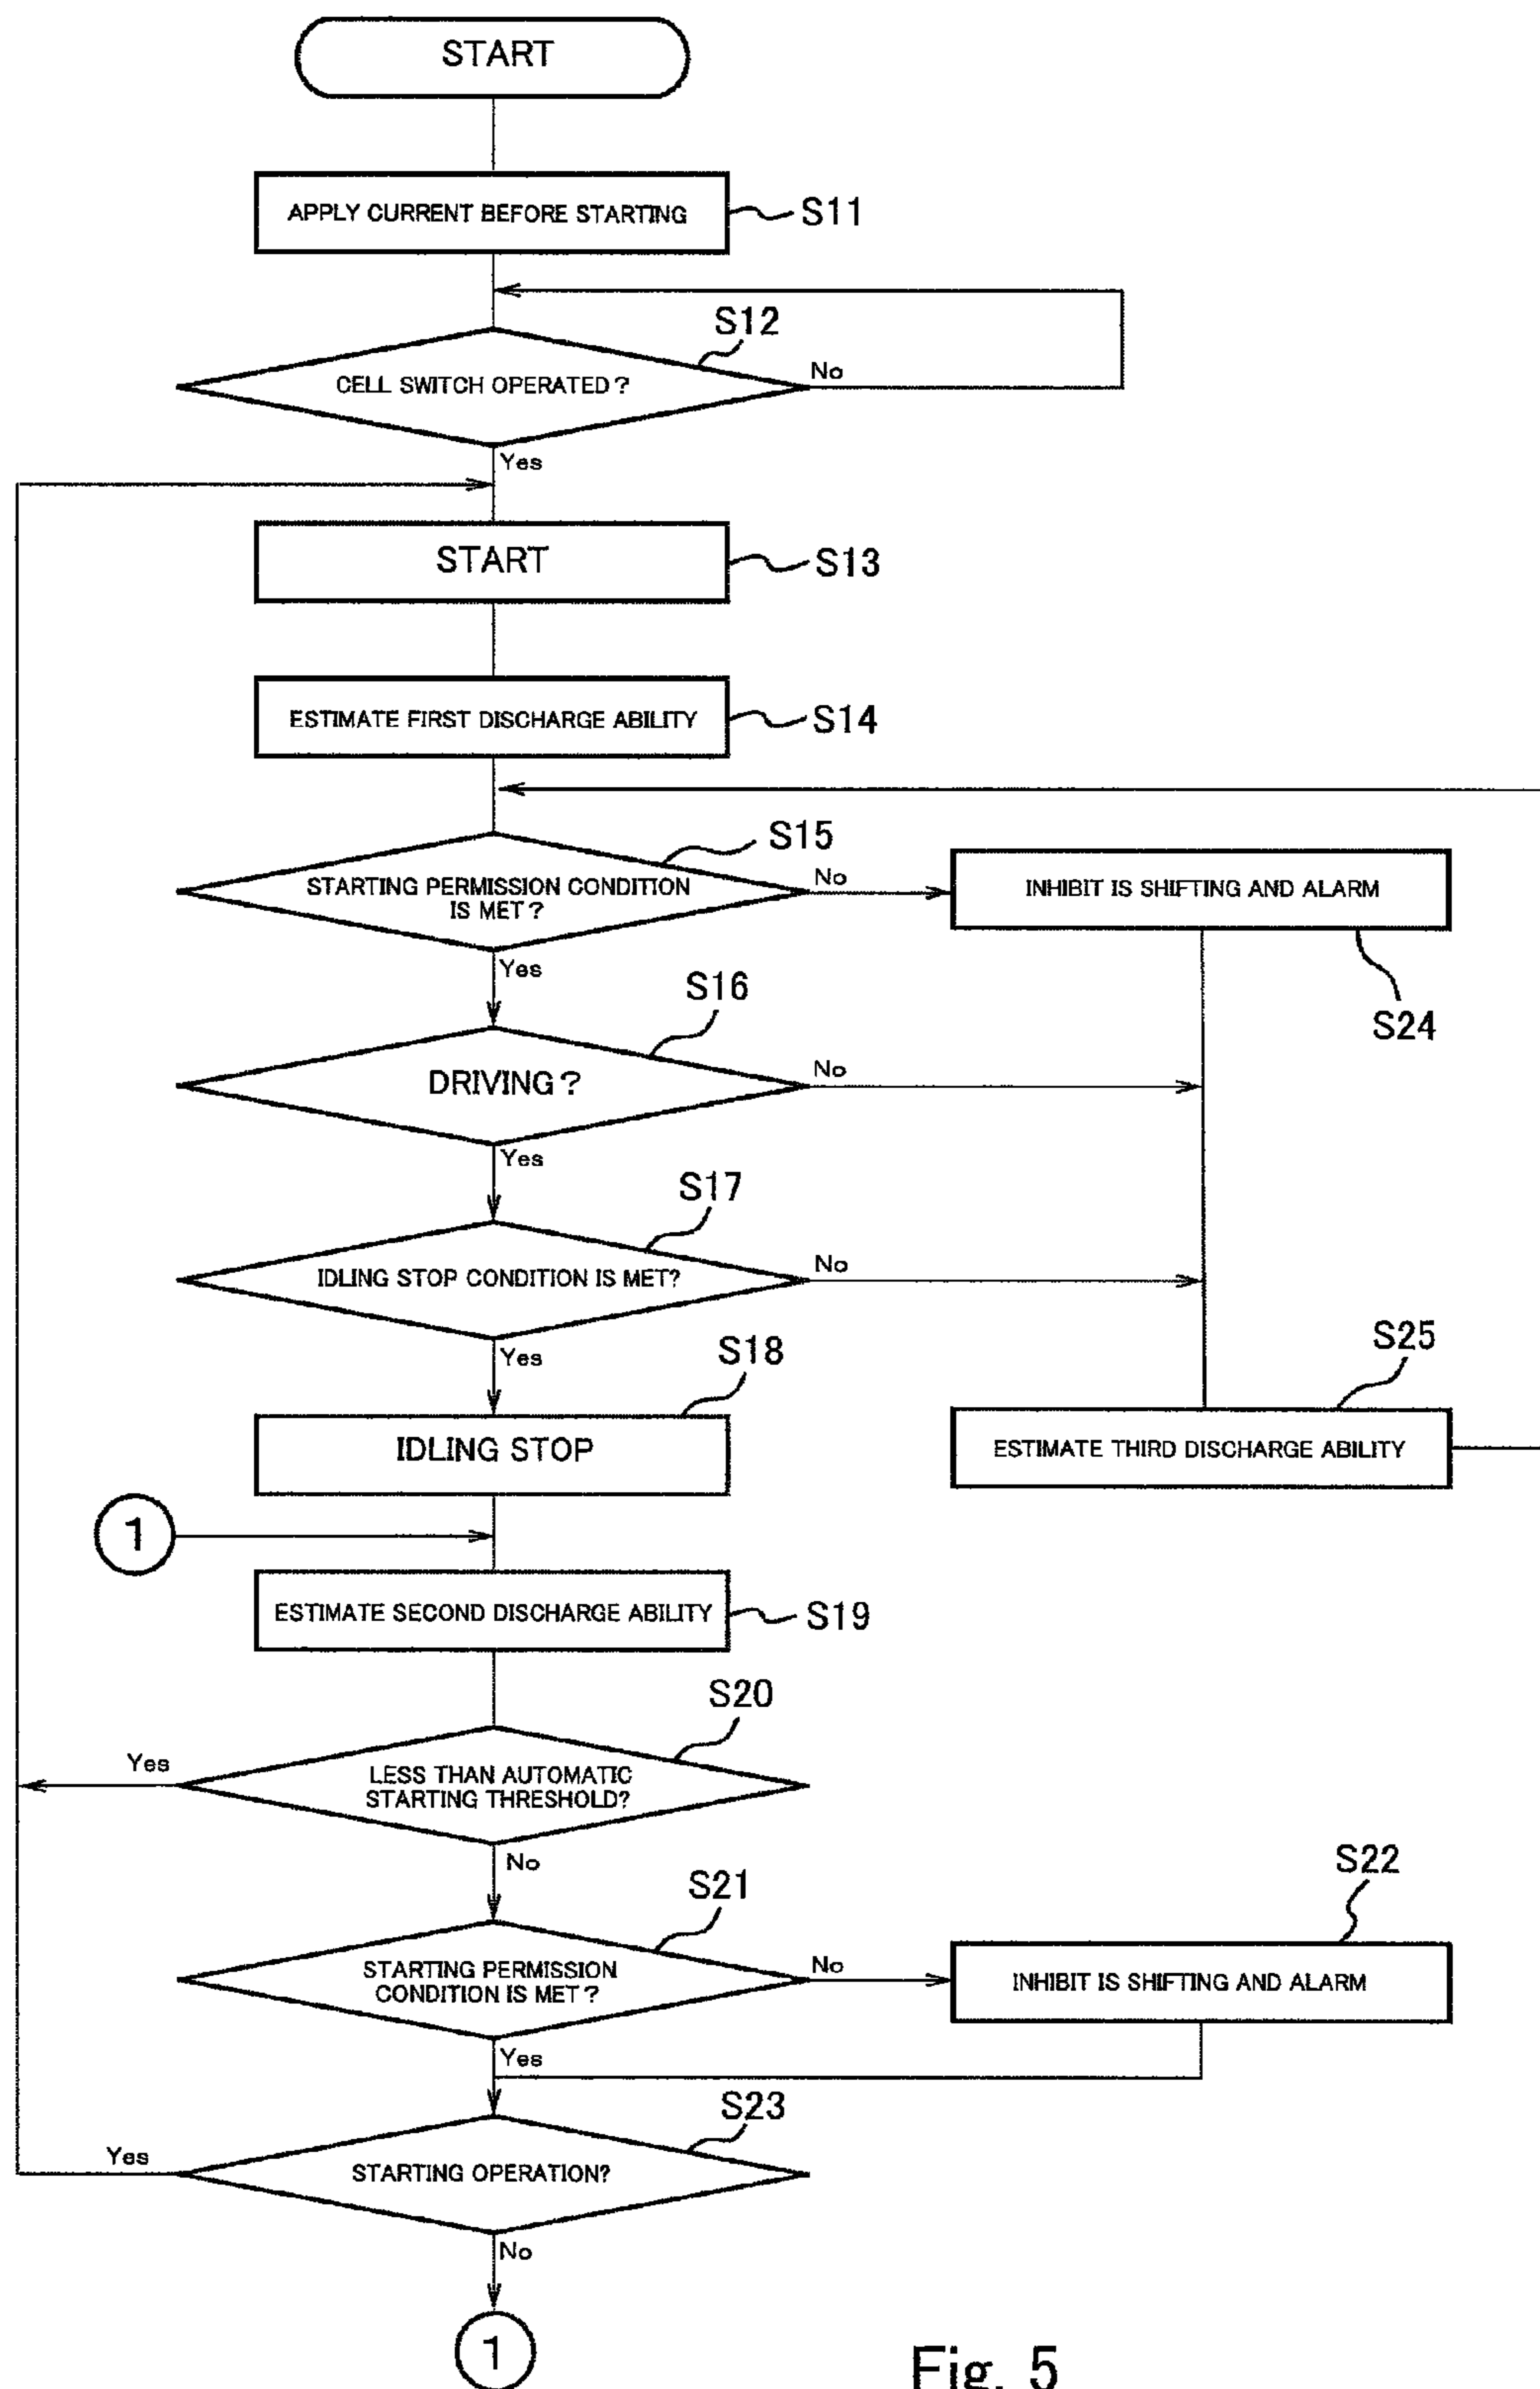 START
APPLY CURRENT BEFORE STARTING
S11
S12
CELL SWITCH OPERATED?
No
Yes
START
S13
ESTIMATE FIRST DISCHARGE ABILITY
S14
S15
STARTING PERMISSION CONDITION
IS MET?
No
INHIBIT IS SHIFTING AND ALARM
Yes
S24
S16
DRIVING?
No
Yes
S17
IDLING STOP CONDITION IS MET?
No
Yes
S18
S25
IDLING STOP
ESTIMATE THIRD DISCHARGE ABILITY
1
ESTIMATE SECOND DISCHARGE ABILITY
S19
S20
Yes
LESS THAN AUTOMATIC
STARTING THRESHOLD?
No
S21
S22
STARTING PERMISSION
CONDITION IS MET?
No
INHIBIT IS SHIFTING AND ALARM
Yes
S23
Yes
STARTING OPERATION?
No
1
Fig. 5